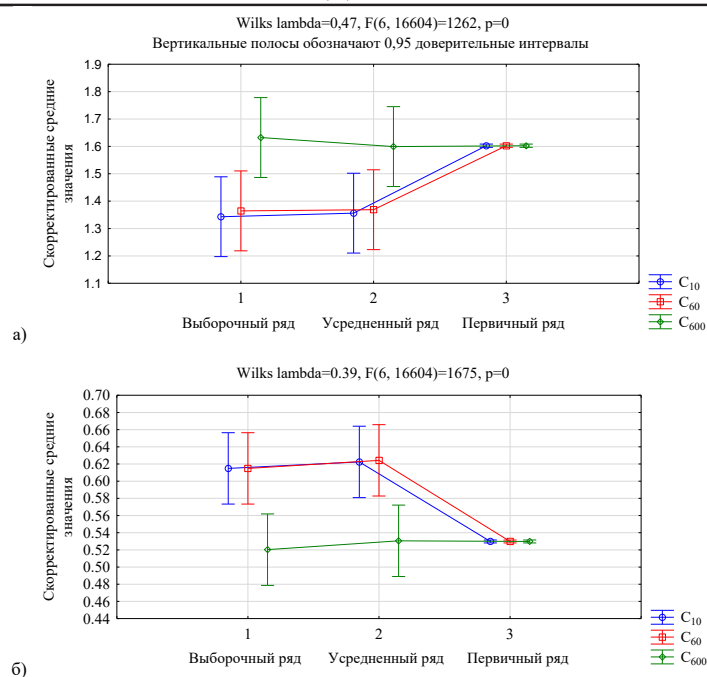 Wilks lambda=0,47, F(6, 16604)=1262, p=0
Вертикальные полосы обозначают 0,95 доверительные интервалы
Скорректированные средние
значения
1.9
1.8
1.7
1.6
1.5
1.4
1.3
1.2
1.1
1 2 3
Выборочный ряд Усредненный ряд Первичный ряд
C10
C60
C600
а)
Wilks lambda=0.39, F(6, 16604)=1675, p=0
Скорректированные средние
значения
0.70
0.68
0.66
0.64
0.62
0.60
0.58
0.56
0.54
0.52
0.50
0.48
0.46
0.44
1 2 3
Выборочный ряд Усредненный ряд Первичный ряд
C10
C60
C600
б)